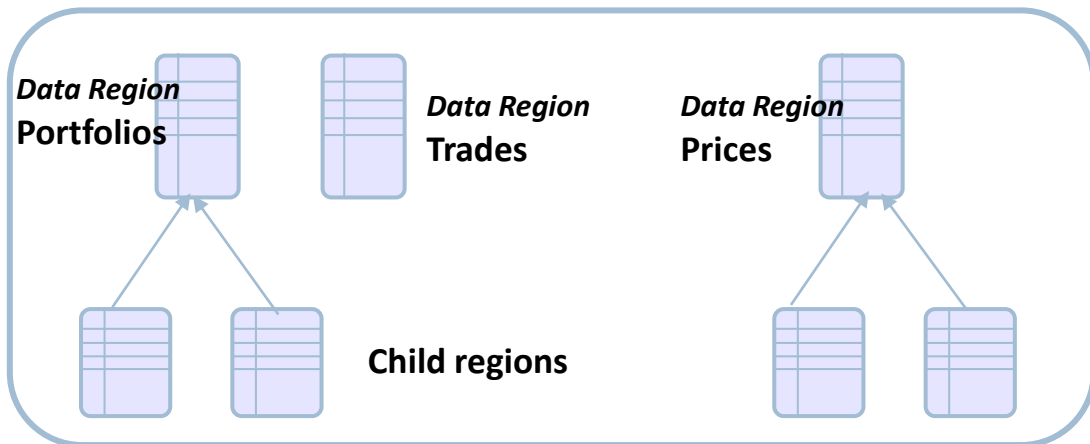 Data Region
Portfolios
Data Region
Trades
Data Region
Prices
Child regions